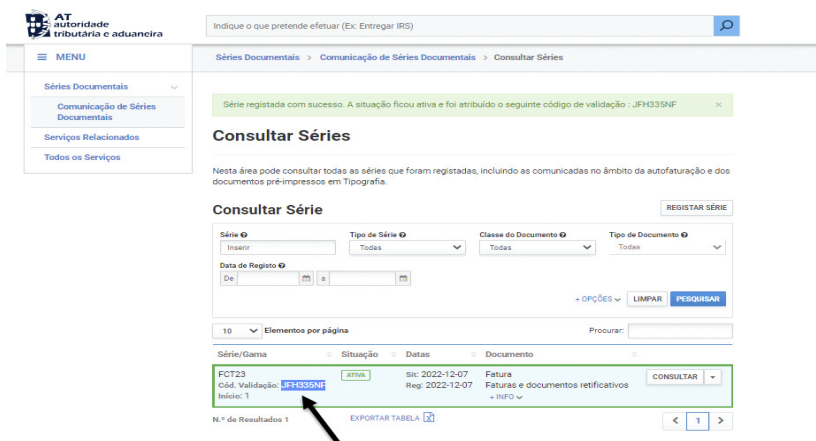 AT
autoridade
tributária e aduaneira
Indique o que pretende efetuar (Ex: Entregar IRS)
MENU
Séries Documentais > Comunicação de Séries Documentais > Consultar Séries
Séries Documentais
Comunicação de Séries
Documentais
Serviços Relacionados
Todos os Serviços
Série registada com sucesso. A situação ficou ativa e foi atribuído o seguinte código de validação : JFH335NF ×
Consultar Séries
Nesta área pode consultar todas as séries que foram registadas, incluindo as comunicadas no âmbito da autofaturação e dos
documentos pré-impressos em Tipografia.
Consultar Série REGISTAR SÉRIE
Série Tipo de Série Classe do Documento Tipo de Documento
Inserir Todas Todas Todas
Data de Registo
De a
+ OPÇÕES LIMPAR PESQUISAR
10 Elementos por página Procurar:
Série/Gama Situação Datas Documento
FCT23 ATIVA Sit: 2022-12-07 Fatura CONSULTAR
Cód. Validação: JFH335NF Reg: 2022-12-07 Faturas e documentos retificativos
Início: 1 + INFO
N.º de Resultados 1 EXPORTAR TABELA < 1 >